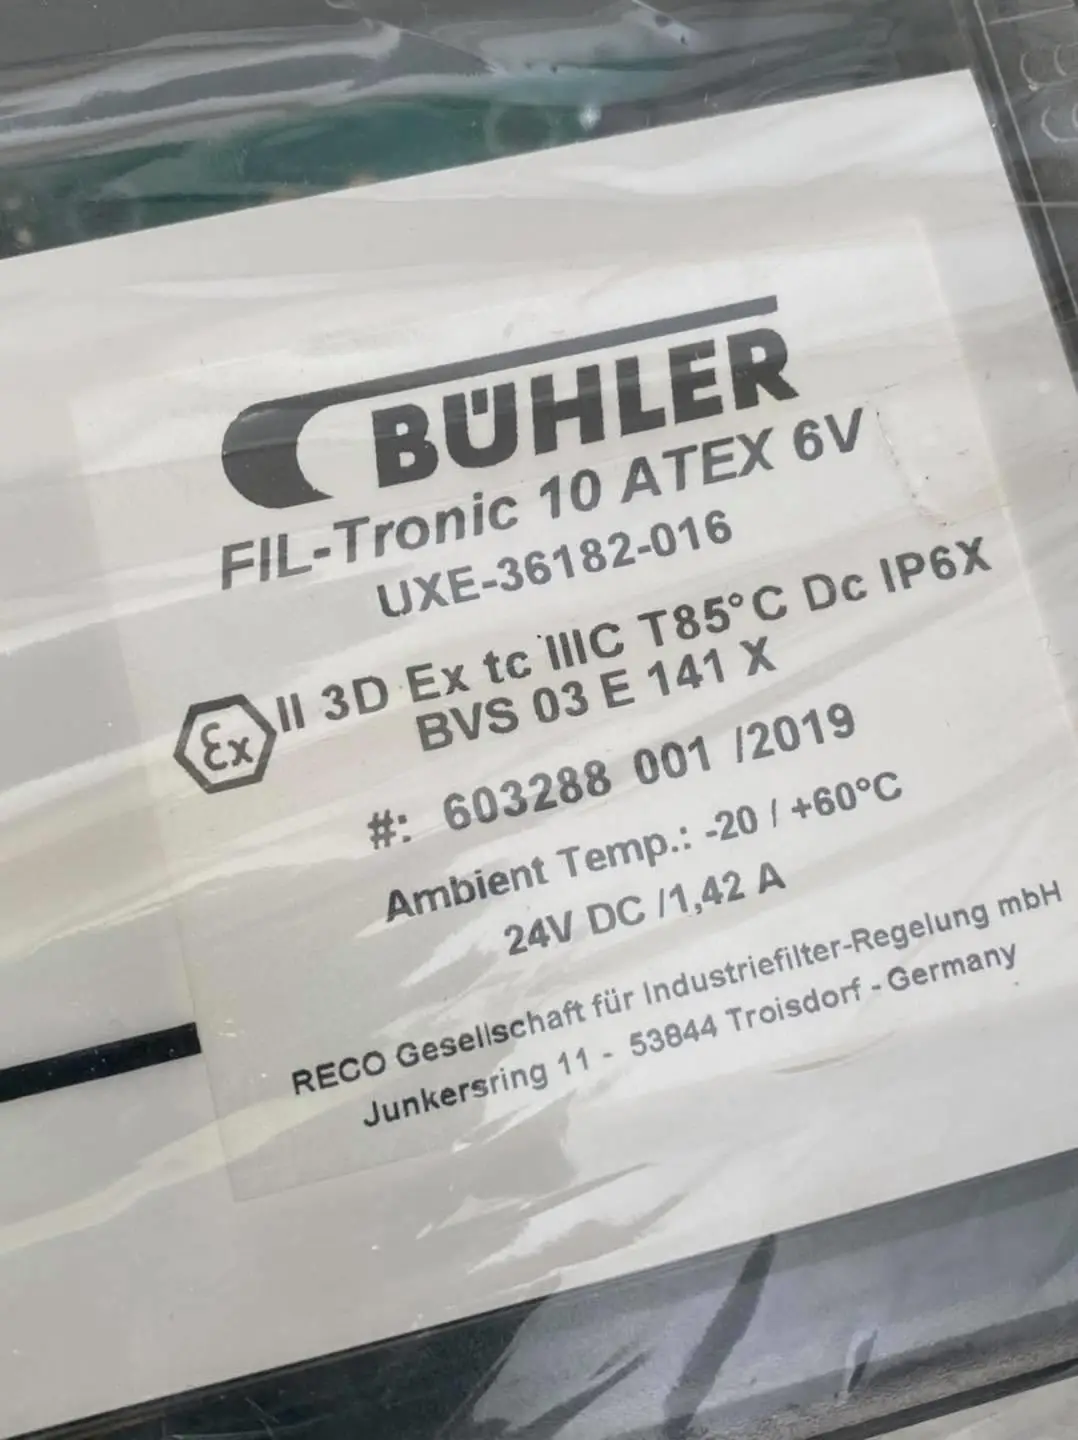 BÜHLER
FIL-Tronic 10 ATEX 6V
UXE-36182-016
Ex II 3D Ex tc IIIC T85°C Dc IP6X
BVS 03 E 141 X
#: 603288 001 /2019
Ambient Temp.: -20 / +60°C
24V DC /1,42 A
RECO Gesellschaft für Industriefilter-Regelung mbH
Junkersring 11 - 53844 Troisdorf - Germany